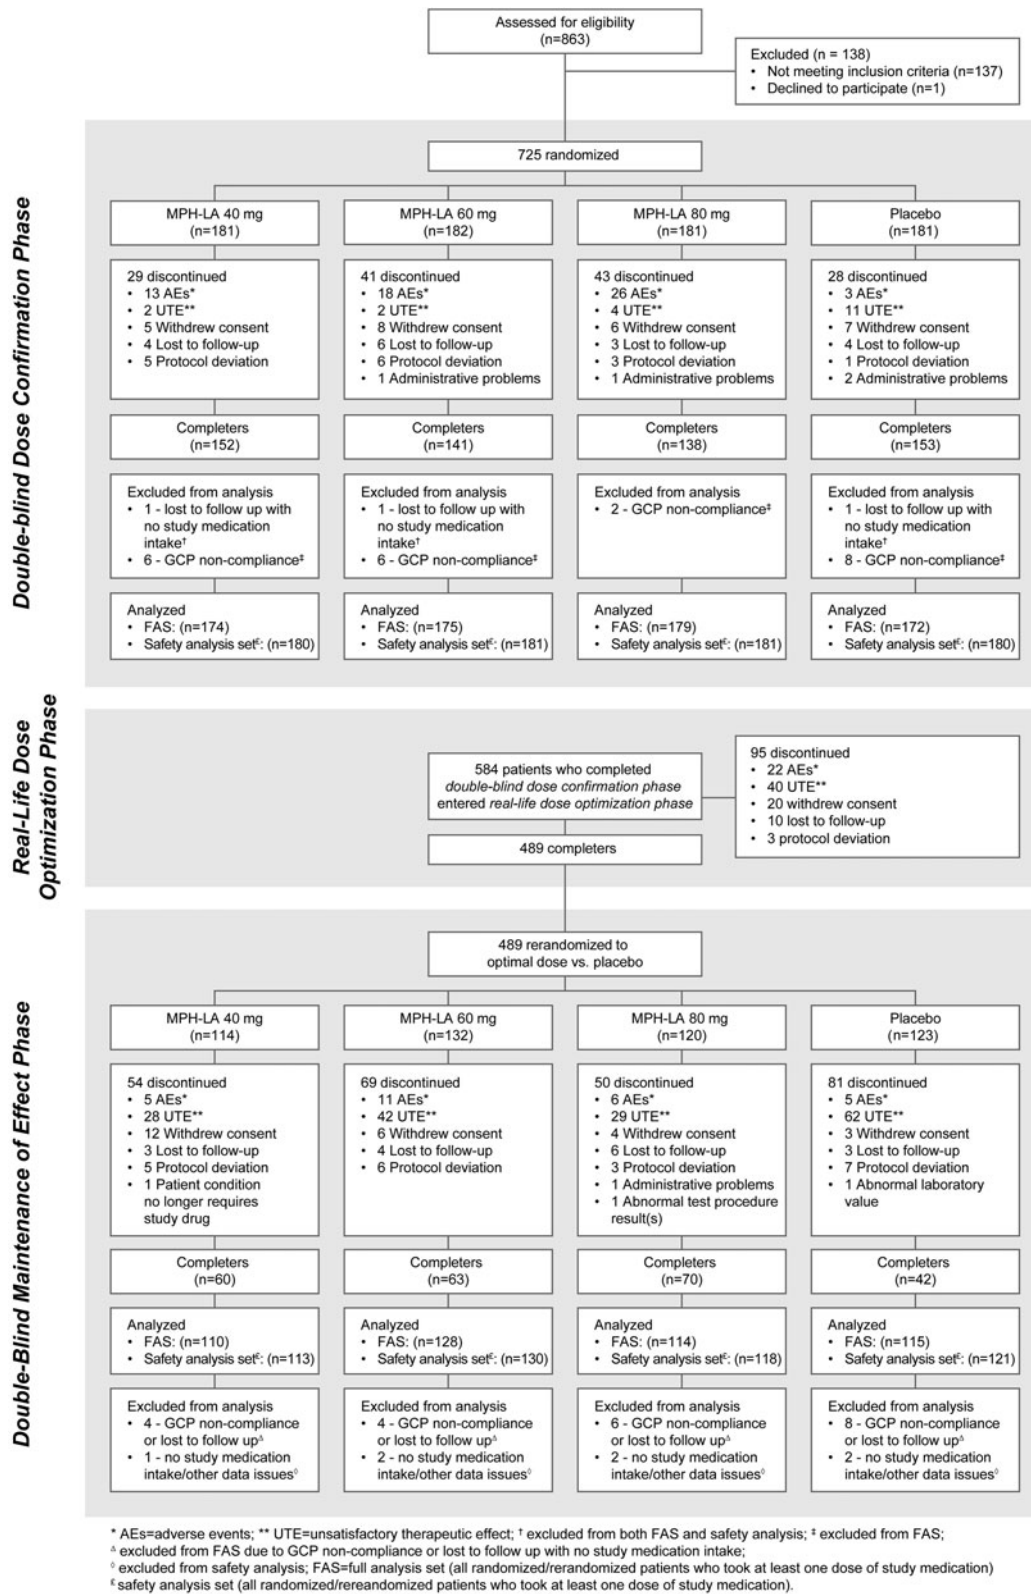 Assessed for eligibility
(n=863)
Excluded (n = 138)
• Not meeting inclusion criteria (n=137)
• Declined to participate (n=1)
Double-blind Dose Confirmation Phase
725 randomized
MPH-LA 40 mg
(n=181)
MPH-LA 60 mg
(n=182)
MPH-LA 80 mg
(n=181)
Placebo
(n=181)
29 discontinued
• 13 AEs*
• 2 UTE**
• 5 Withdrew consent
• 4 Lost to follow-up
• 5 Protocol deviation
41 discontinued
• 18 AEs*
• 2 UTE**
• 8 Withdrew consent
• 6 Lost to follow-up
• 6 Protocol deviation
• 1 Administrative problems
43 discontinued
• 26 AEs*
• 4 UTE**
• 6 Withdrew consent
• 3 Lost to follow-up
• 3 Protocol deviation
• 1 Administrative problems
28 discontinued
• 3 AEs*
• 11 UTE**
• 7 Withdrew consent
• 4 Lost to follow-up
• 1 Protocol deviation
• 2 Administrative problems
Completers
(n=152)
Completers
(n=141)
Completers
(n=138)
Completers
(n=153)
Excluded from analysis
• 1 - lost to follow up with
no study medication
intake†
• 6 - GCP non-compliance‡
Excluded from analysis
• 1 - lost to follow up with
no study medication
intake†
• 6 - GCP non-compliance‡
Excluded from analysis
• 2 - GCP non-compliance‡
Excluded from analysis
• 1 - lost to follow up with
no study medication
intake†
• 8 - GCP non-compliance‡
Analyzed
• FAS: (n=174)
• Safety analysis set£: (n=180)
Analyzed
• FAS: (n=175)
• Safety analysis set£: (n=181)
Analyzed
• FAS: (n=179)
• Safety analysis set£: (n=181)
Analyzed
• FAS: (n=172)
• Safety analysis set£: (n=180)
Real-Life Dose
Optimization Phase
584 patients who completed
double-blind dose confirmation phase
entered real-life dose optimization phase
95 discontinued
• 22 AEs*
• 40 UTE**
• 20 withdrew consent
• 10 lost to follow-up
• 3 protocol deviation
489 completers
Double-Blind Maintenance of Effect Phase
489 rerandomized to
optimal dose vs. placebo
MPH-LA 40 mg
(n=114)
MPH-LA 60 mg
(n=132)
MPH-LA 80 mg
(n=120)
Placebo
(n=123)
54 discontinued
• 5 AEs*
• 28 UTE**
• 12 Withdrew consent
• 3 Lost to follow-up
• 5 Protocol deviation
• 1 Patient condition
no longer requires
study drug
69 discontinued
• 11 AEs*
• 42 UTE**
• 6 Withdrew consent
• 4 Lost to follow-up
• 6 Protocol deviation
50 discontinued
• 6 AEs*
• 29 UTE**
• 4 Withdrew consent
• 6 Lost to follow-up
• 3 Protocol deviation
• 1 Administrative problems
• 1 Abnormal test procedure
result(s)
81 discontinued
• 5 AEs*
• 62 UTE**
• 3 Withdrew consent
• 3 Lost to follow-up
• 7 Protocol deviation
• 1 Abnormal laboratory
value
Completers
(n=60)
Completers
(n=63)
Completers
(n=70)
Completers
(n=42)
Analyzed
• FAS: (n=110)
• Safety analysis set£: (n=113)
Analyzed
• FAS: (n=128)
• Safety analysis set£: (n=130)
Analyzed
• FAS: (n=114)
• Safety analysis set£: (n=118)
Analyzed
• FAS: (n=115)
• Safety analysis set£: (n=121)
Excluded from analysis
• 4 - GCP non-compliance
or lost to follow upΔ
• 1 - no study medication
intake/other data issues◊
Excluded from analysis
• 4 - GCP non-compliance
or lost to follow upΔ
• 2 - no study medication
intake/other data issues◊
Excluded from analysis
• 6 - GCP non-compliance
or lost to follow upΔ
• 2 - no study medication
intake/other data issues◊
Excluded from analysis
• 8 - GCP non-compliance
or lost to follow upΔ
• 2 - no study medication
intake/other data issues◊
* AEs=adverse events; ** UTE=unsatisfactory therapeutic effect; † excluded from both FAS and safety analysis; ‡ excluded from FAS;
Δ excluded from FAS due to GCP non-compliance or lost to follow up with no study medication intake;
◊ excluded from safety analysis; FAS=full analysis set (all randomized/rerandomized patients who took at least one dose of study medication)
£ safety analysis set (all randomized/rereandomized patients who took at least one dose of study medication).